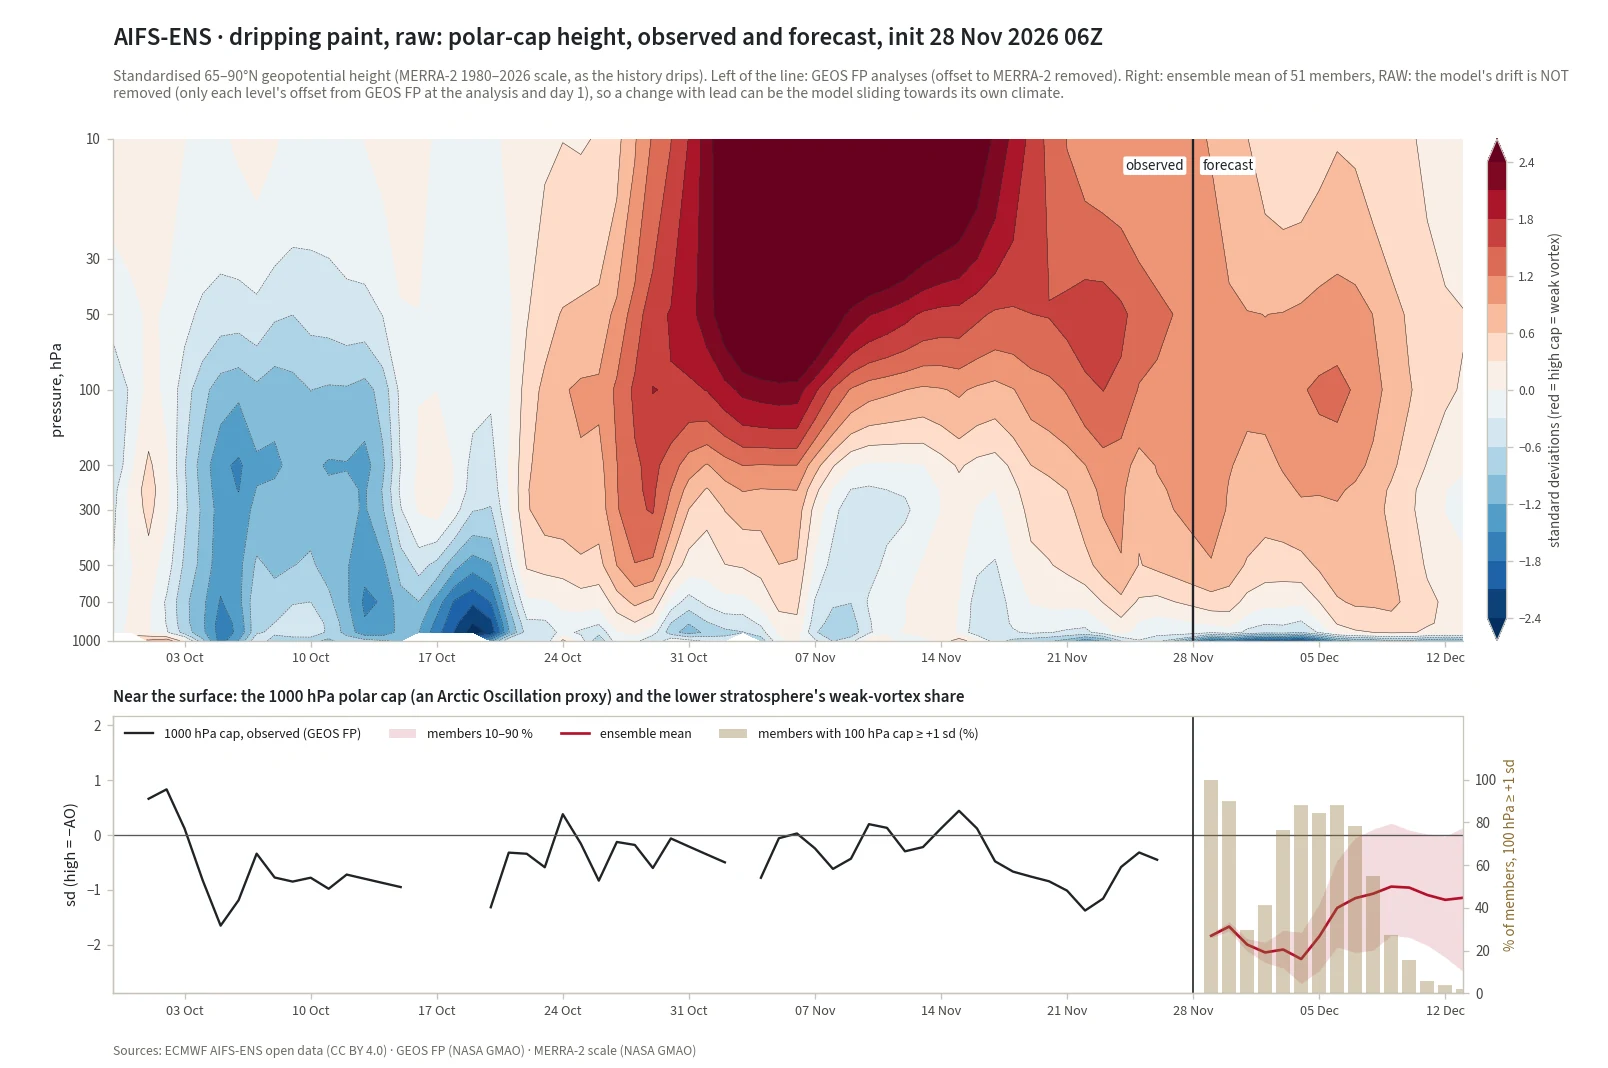 AIFS-ENS · dripping paint, raw: polar-cap height, observed and forecast, init 28 Nov 2026 06Z
Standardised 65–90°N geopotential height (MERRA-2 1980–2026 scale, as the history drips). Left of the line: GEOS FP analyses (offset to MERRA-2 removed). Right: ensemble mean of 51 members, RAW: the model's drift is NOT
removed (only each level's offset from GEOS FP at the analysis and day 1), so a change with lead can be the model sliding towards its own climate.
pressure, hPa
10
30
50
100
200
300
500
700
1000
observed
forecast
03 Oct
10 Oct
17 Oct
24 Oct
31 Oct
07 Nov
14 Nov
21 Nov
28 Nov
05 Dec
12 Dec
2.4
1.8
1.2
0.6
0.0
−0.6
−1.2
−1.8
−2.4
standard deviations (red = high cap = weak vortex)
Near the surface: the 1000 hPa polar cap (an Arctic Oscillation proxy) and the lower stratosphere's weak-vortex share
1000 hPa cap, observed (GEOS FP)
members 10–90 %
ensemble mean
members with 100 hPa cap ≥ +1 sd (%)
sd (high = −AO)
2
1
0
−1
−2
100
80
60
40
20
0
% of members, 100 hPa ≥ +1 sd
03 Oct
10 Oct
17 Oct
24 Oct
31 Oct
07 Nov
14 Nov
21 Nov
28 Nov
05 Dec
12 Dec
Sources: ECMWF AIFS-ENS open data (CC BY 4.0) · GEOS FP (NASA GMAO) · MERRA-2 scale (NASA GMAO)